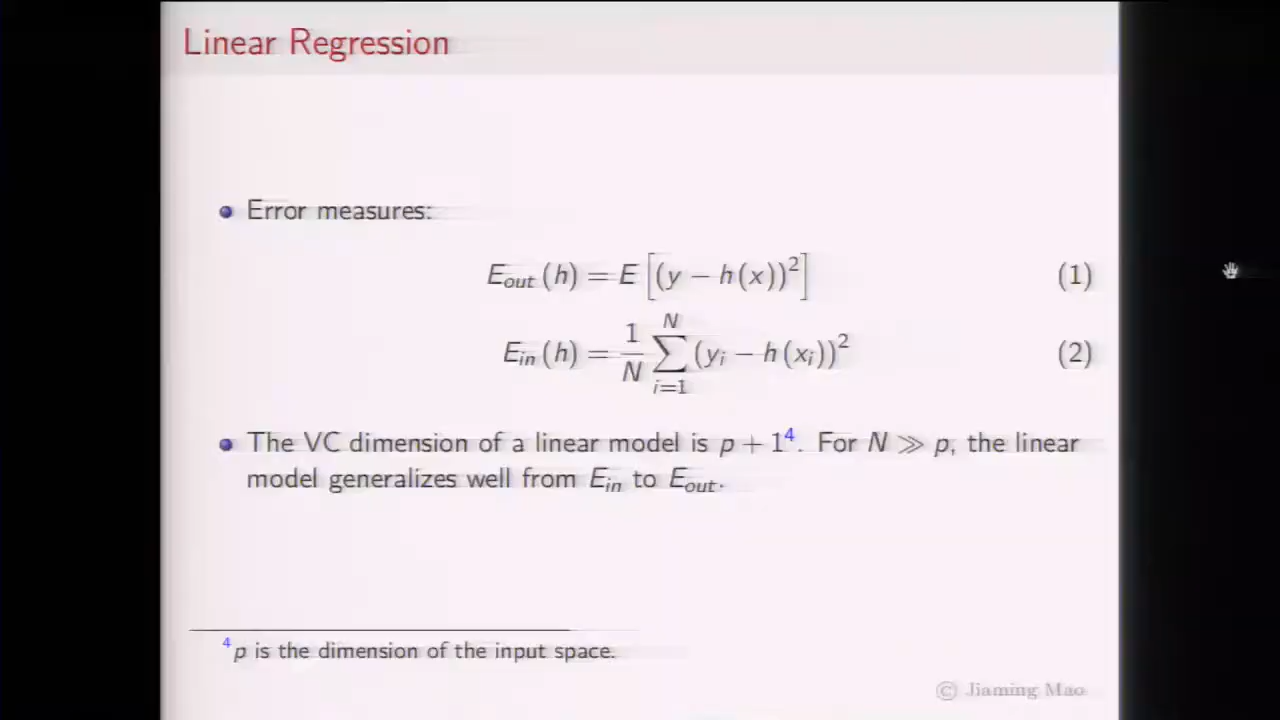 Linear Regression
Error measures:
E_out (h) = E [(y − h(x))²] (1)
E_in (h) = 1/N ∑_{i=1}^{N} (y_i − h(x_i))² (2)
The VC dimension of a linear model is p + 1⁴. For N ≫ p, the linear
model generalizes well from E_in to E_out.
⁴p is the dimension of the input space.
© Jiaming Mao